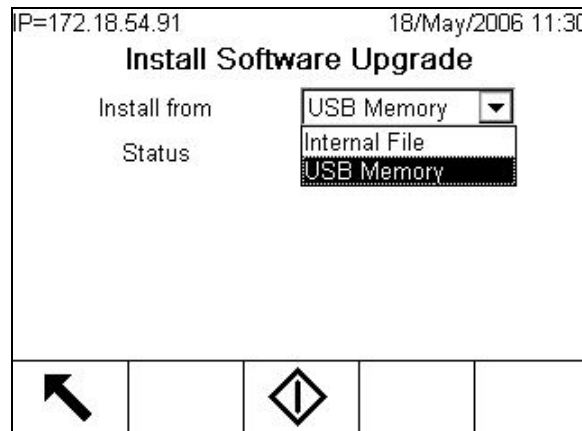 IP=172.18.54.91 18/May/2006 11:30
Install Software Upgrade
Install from USB Memory
Status Internal File
USB Memory